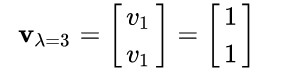 v_{λ=3} = [v_1 v_1] = [1 1]